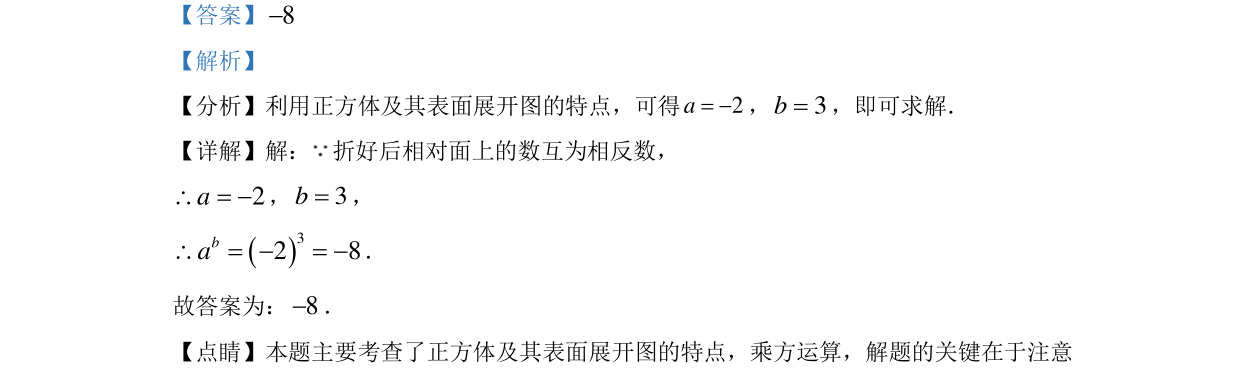 【答案】−8
【解析】
【分析】利用正方体及其表面展开图的特点，可得a = −2，b = 3，即可求解．
【详解】解：∵折好后相对面上的数互为相反数，
∴a = −2，b = 3，
∴a^b = (−2)^3 = −8．
故答案为：−8．
【点睛】本题主要考查了正方体及其表面展开图的特点，乘方运算，解题的关键在于注意